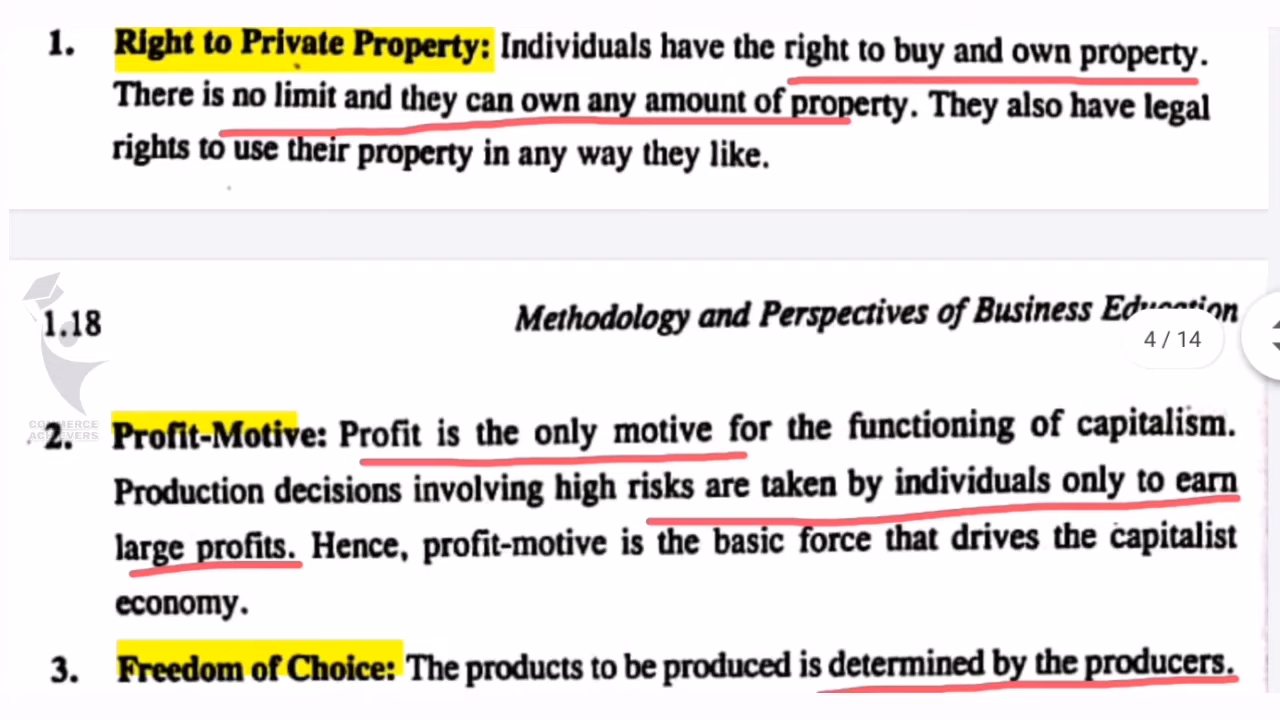 1. Right to Private Property: Individuals have the right to buy and own property.
There is no limit and they can own any amount of property. They also have legal
rights to use their property in any way they like.
1.18
Methodology and Perspectives of Business Education
4 / 14
COMMERCE
ACHIEVERS
2. Profit-Motive: Profit is the only motive for the functioning of capitalism.
Production decisions involving high risks are taken by individuals only to earn
large profits. Hence, profit-motive is the basic force that drives the capitalist
economy.
3. Freedom of Choice: The products to be produced is determined by the producers.